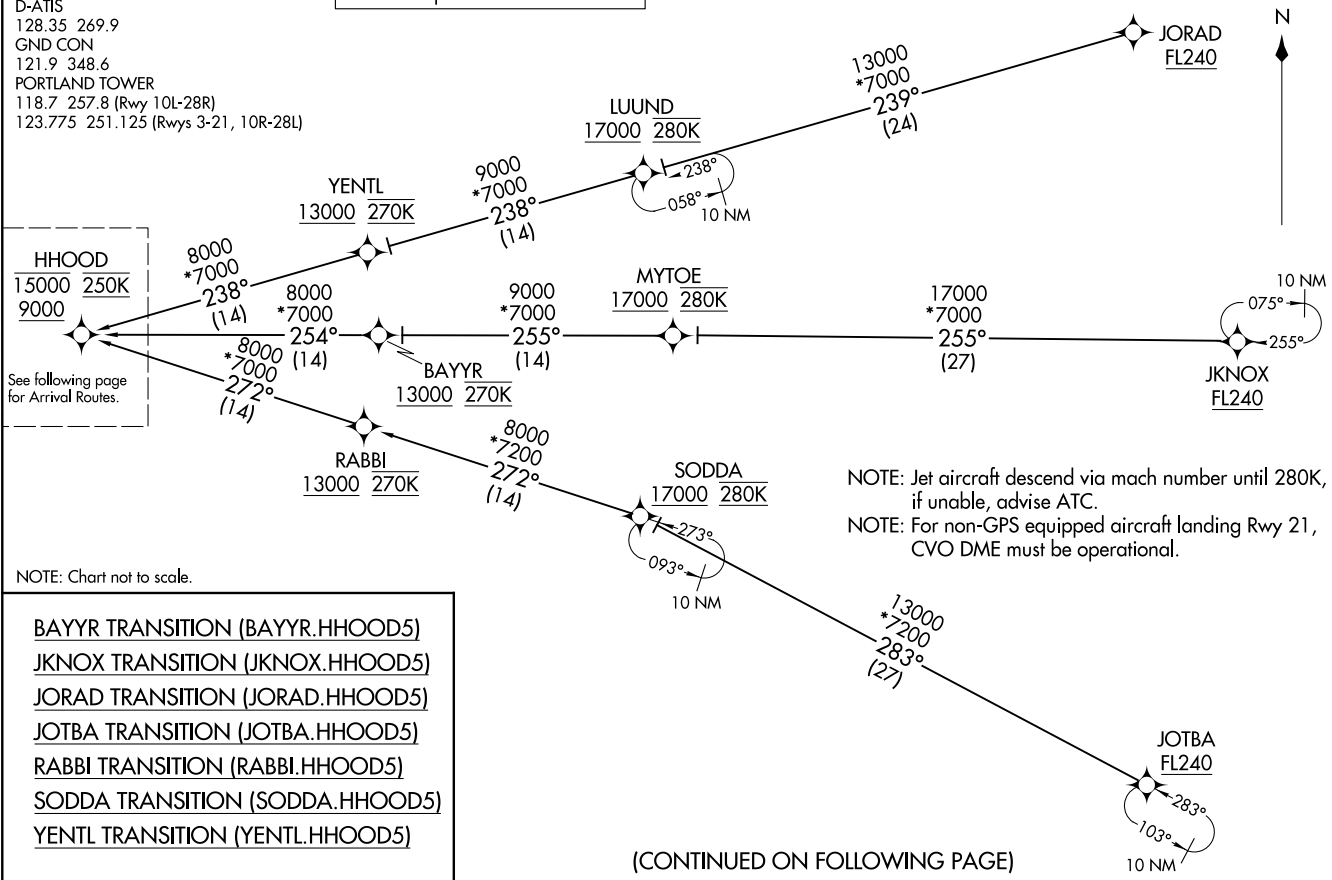 D-ATIS
128.35 269.9
GND CON
121.9 348.6
PORTLAND TOWER
118.7 257.8 (Rwy 10L-28R)
123.775 251.125 (Rwys 3-21, 10R-28L)
N
JORAD
FL240
13000
*7000
239°
(24)
LUUND
17000 280K
238°
058°
10 NM
9000
*7000
238°
(14)
YENTL
13000 270K
8000
*7000
238°
(14)
HHOOD
15000 250K
9000
See following page
for Arrival Routes.
8000
*7000
254°
(14)
BAYYR
13000 270K
9000
*7000
255°
(14)
MYTOE
17000 280K
17000
*7000
255°
(27)
10 NM
075°
255°
JKNOX
FL240
8000
*7000
272°
(14)
RABBI
13000 270K
8000
*7200
272°
(14)
SODDA
17000 280K
273°
093°
10 NM
NOTE: Jet aircraft descend via mach number until 280K,
if unable, advise ATC.
NOTE: For non-GPS equipped aircraft landing Rwy 21,
CVO DME must be operational.
13000
*7200
283°
(27)
JOTBA
FL240
283°
103°
10 NM
NOTE: Chart not to scale.
BAYYR TRANSITION (BAYYR.HHOOD5)
JKNOX TRANSITION (JKNOX.HHOOD5)
JORAD TRANSITION (JORAD.HHOOD5)
JOTBA TRANSITION (JOTBA.HHOOD5)
RABBI TRANSITION (RABBI.HHOOD5)
SODDA TRANSITION (SODDA.HHOOD5)
YENTL TRANSITION (YENTL.HHOOD5)
(CONTINUED ON FOLLOWING PAGE)